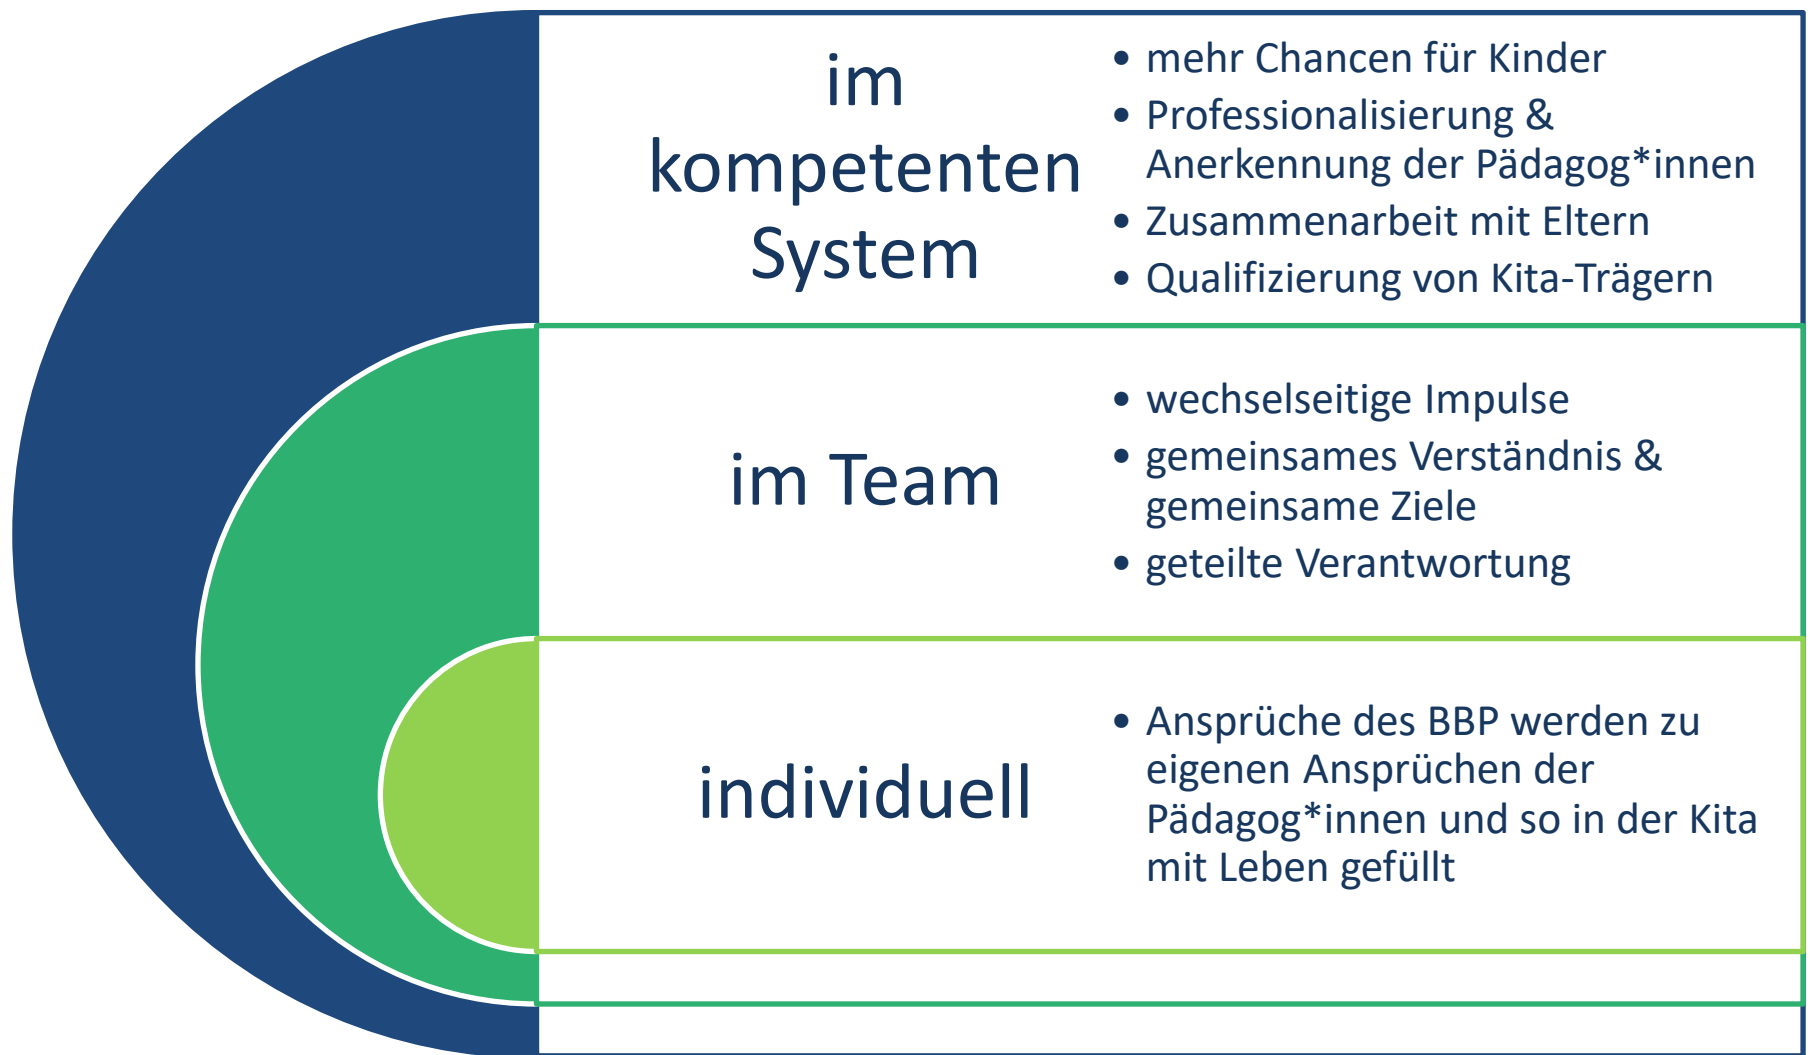 im
kompetenten
System
• mehr Chancen für Kinder
• Professionalisierung &
Anerkennung der Pädagog*innen
• Zusammenarbeit mit Eltern
• Qualifizierung von Kita-Trägern
im Team
• wechselseitige Impulse
• gemeinsames Verständnis &
gemeinsame Ziele
• geteilte Verantwortung
individuell
• Ansprüche des BBP werden zu
eigenen Ansprüchen der
Pädagog*innen und so in der Kita
mit Leben gefüllt